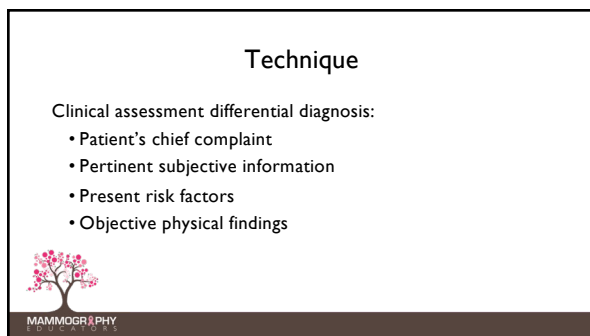 Technique
Clinical assessment differential diagnosis:
• Patient's chief complaint
• Pertinent subjective information
• Present risk factors
• Objective physical findings
MAMMOGRAPHY
EDUCATORS